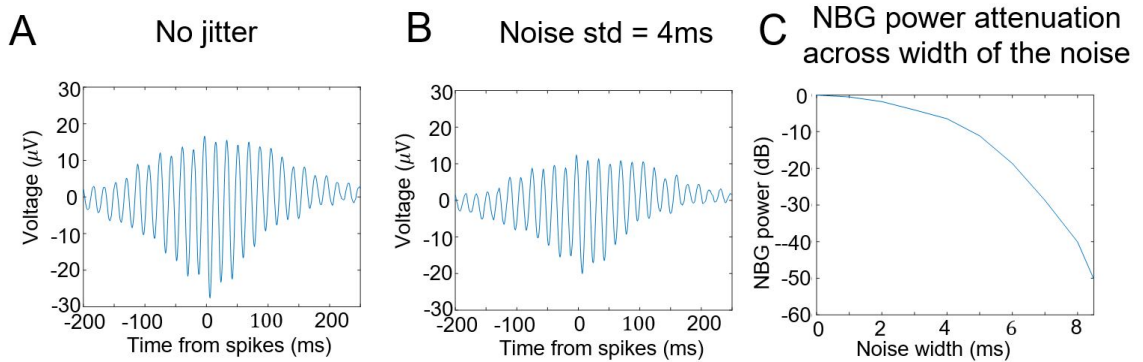 A
No jitter
30
20
10
0
-10
-20
-30
-200
-100
0
100
200
Voltage (μV)
Time from spikes (ms)
B
Noise std = 4ms
30
20
10
0
-10
-20
-30
-200
-100
0
100
200
Voltage (μV)
Time from spikes (ms)
C
NBG power attenuation
across width of the noise
0
-10
-20
-30
--40
-50
-60
0
2
4
6
8
NBG power (dB)
Noise width (ms)